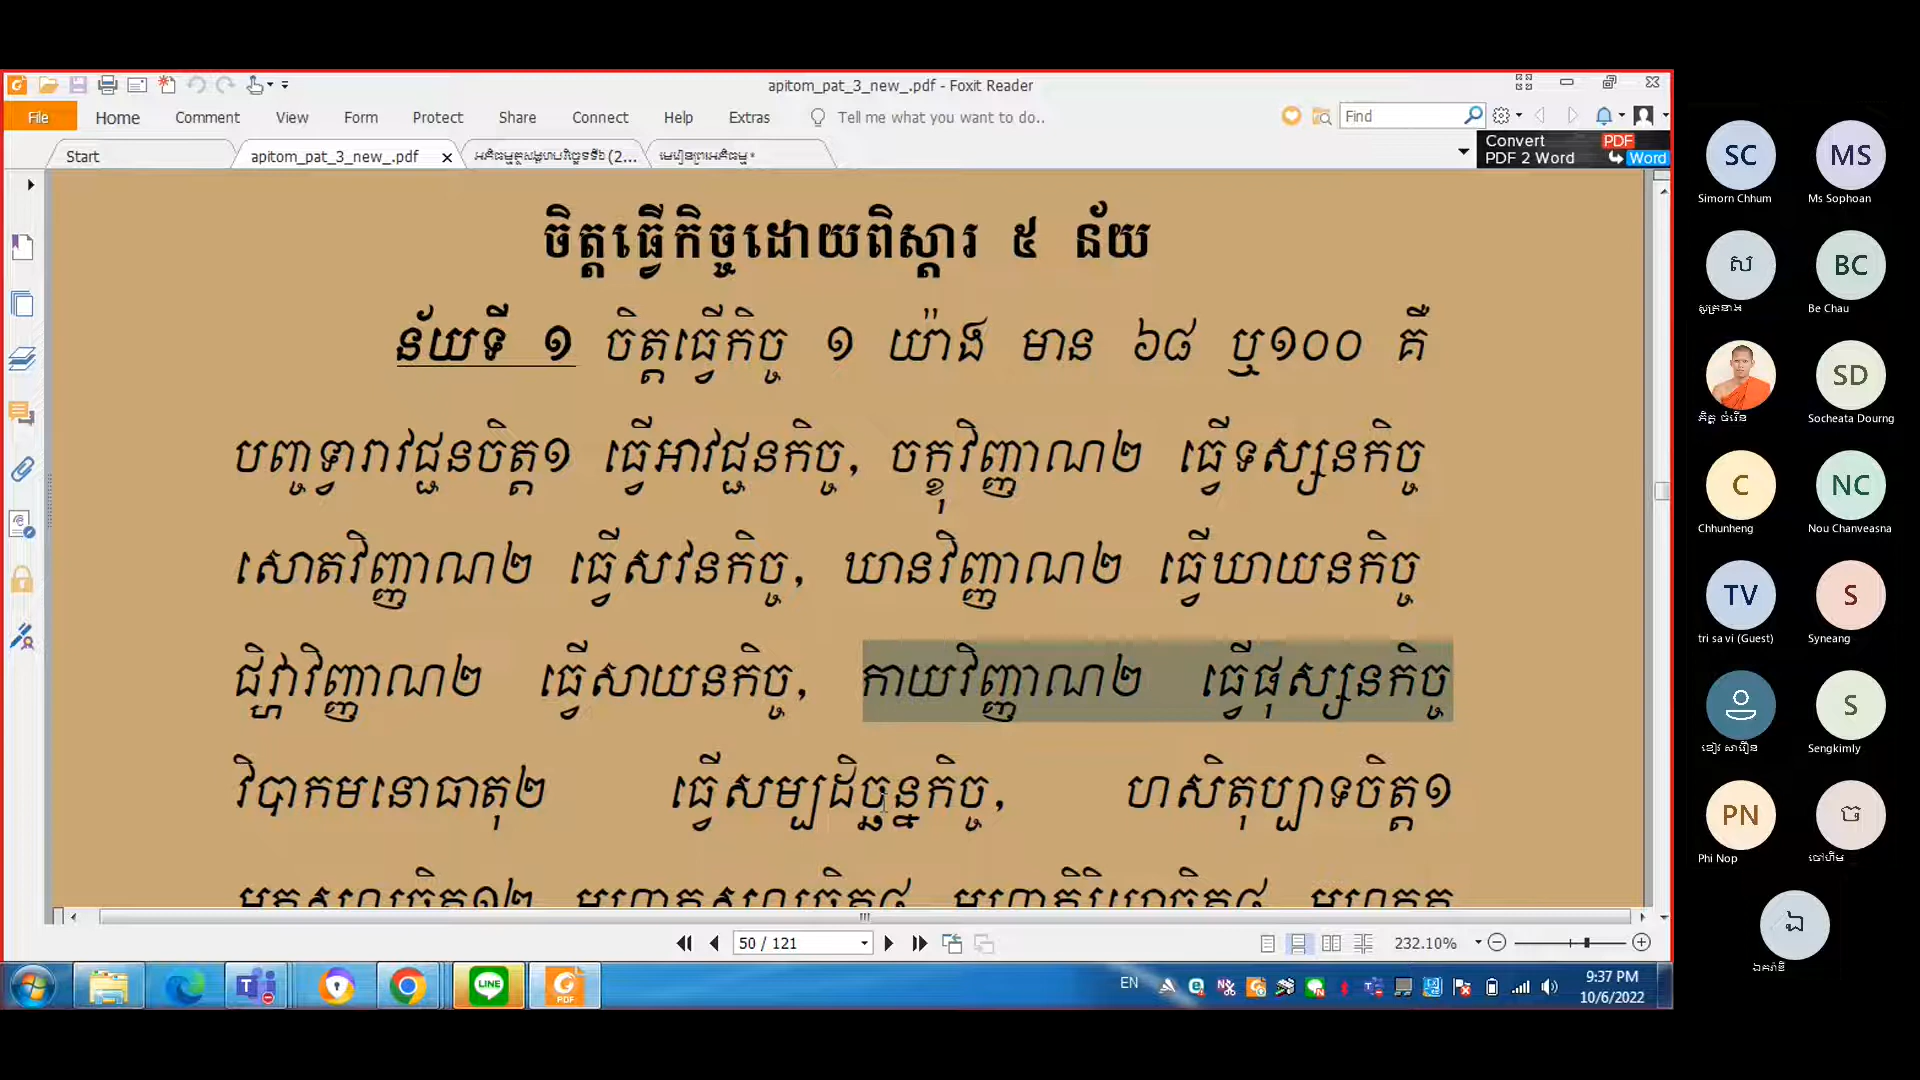 apitom_pat_3_new_.pdf - Foxit Reader
File Home Comment View Form Protect Share Connect Help Extras Tell me what you want to do.. Find
Start apitom_pat_3_new_.pdf
Convert PDF
PDF 2 Word Word
ចិត្តធ្វើកិច្ចដោយពិស្តារ ៥ ន័យ
ន័យទី ១ ចិត្តធ្វើកិច្ច ១ យ៉ាង មាន ៦៨ ឬ១០០ គឺ
បញ្ចទ្វារាវជ្ជនចិត្ត១ ធ្វើអាវជ្ជនកិច្ច, ចក្ខុវិញ្ញាណ២ ធ្វើទស្សនកិច្ច
សោតវិញ្ញាណ២ ធ្វើសវនកិច្ច, ឃានវិញ្ញាណ២ ធ្វើឃាយនកិច្ច
ជិវ្ហាវិញ្ញាណ២ ធ្វើសាយនកិច្ច, កាយវិញ្ញាណ២ ធ្វើផុស្សនកិច្ច
វិបាកមនោធាតុ២ ធ្វើសម្បដិច្ឆន្នកិច្ច, ហសិតុប្បាទចិត្ត១
50 / 121
232.10%
EN
9:37 PM
10/6/2022
SC MS
Simorn Chhum Ms Sophoan
ស BC
Be Chau
SD
Socheata Dourng
C NC
Chhunheng Nou Chanveasna
TV S
tri sa vi (Guest) Syneang
S
Sengkimly
PN
Phi Nop